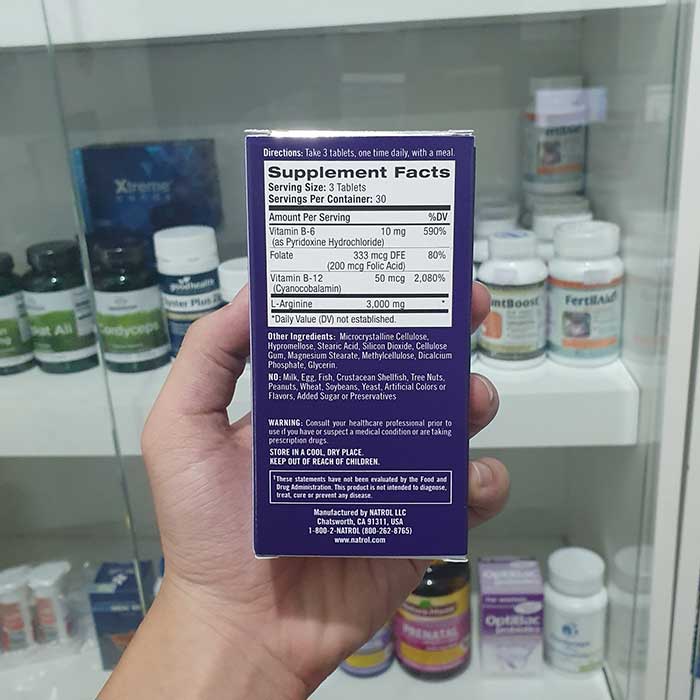 Directions: Take 3 tablets, one time daily, with a meal.
Supplement Facts
Serving Size: 3 Tablets
Servings Per Container: 30
Amount Per Serving %DV
Vitamin B-6 10 mg 590%
(as Pyridoxine Hydrochloride)
Folate 333 mcg DFE 80%
(200 mcg Folic Acid)
Vitamin B-12 50 mcg 2,080%
(Cyanocobalamin)
L-Arginine 3,000 mg *
*Daily Value (DV) not established.
Other Ingredients: Microcrystalline Cellulose,
Hypromellose, Stearic Acid, Silicon Dioxide, Cellulose
Gum, Magnesium Stearate, Methylcellulose, Dicalcium
Phosphate, Glycerin.
NO: Milk, Egg, Fish, Crustacean Shellfish, Tree Nuts,
Peanuts, Wheat, Soybeans, Yeast, Artificial Colors or
Flavors, Added Sugar or Preservatives
WARNING: Consult your healthcare professional prior to
use if you have or suspect a medical condition or are taking
prescription drugs.
STORE IN A COOL, DRY PLACE.
KEEP OUT OF REACH OF CHILDREN.
†These statements have not been evaluated by the Food and
Drug Administration. This product is not intended to diagnose,
treat, cure or prevent any disease.
Manufactured by NATROL LLC
Chatsworth, CA 91311, USA
1-800-2-NATROL (800-262-8765)
www.natrol.com
Xtreme
goodhealth
Oyster Plus
Cordyceps
ntBoost
FertilAid
Nature Made
PRENATAL
OptiBac
probiotics